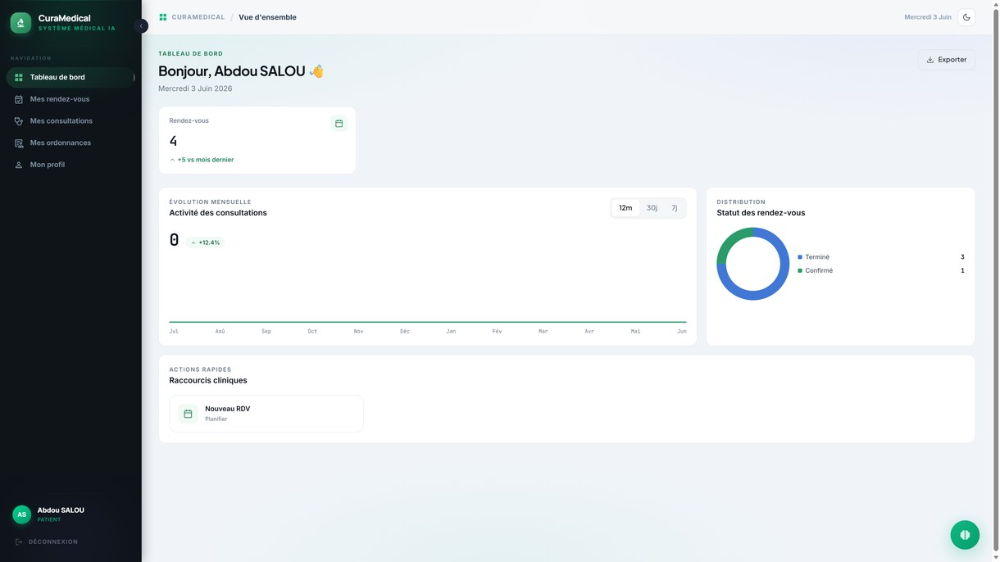 CuraMedical
SYSTÈME MÉDICAL IA
NAVIGATION
Tableau de bord
Mes rendez-vous
Mes consultations
Mes ordonnances
Mon profil
AS
Abdou SALOU
PATIENT
DÉCONNEXION
CURAMEDICAL / Vue d'ensemble
Mercredi 3 Juin
TABLEAU DE BORD
Bonjour, Abdou SALOU 👋
Mercredi 3 Juin 2026
Exporter
Rendez-vous
4
+5 vs mois dernier
ÉVOLUTION MENSUELLE
Activité des consultations
12m 30j 7j
0 +12.4%
Jul Aoû Sep Oct Nov Déc Jan Fév Mar Avr Mai Jun
DISTRIBUTION
Statut des rendez-vous
Terminé 3
Confirmé 1
ACTIONS RAPIDES
Raccourcis cliniques
Nouveau RDV
Planifier